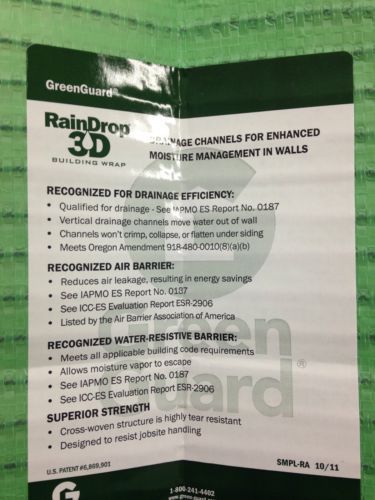 GreenGuard®
RainDrop
3D
BUILDING WRAP
DRAINAGE CHANNELS FOR ENHANCED
MOISTURE MANAGEMENT IN WALLS
RECOGNIZED FOR DRAINAGE EFFICIENCY:
• Qualified for drainage - See IAPMO ES Report No. 0187
• Vertical drainage channels move water out of wall
• Channels won't crimp, collapse, or flatten under siding
• Meets Oregon Amendment 918-480-0010(8)(a)(b)
RECOGNIZED AIR BARRIER:
• Reduces air leakage, resulting in energy savings
• See IAPMO ES Report No. 0187
• See ICC-ES Evaluation Report ESR-2906
• Listed by the Air Barrier Association of America
RECOGNIZED WATER-RESISTIVE BARRIER:
• Meets all applicable building code requirements
• Allows moisture vapor to escape
• See IAPMO ES Report No. 0187
• See ICC-ES Evaluation Report ESR-2906
SUPERIOR STRENGTH
• Cross-woven structure is highly tear resistant
• Designed to resist jobsite handling
Green
Guard®
U.S. PATENT #6,869,901
SMPL-RA 10/11
1-800-241-4402